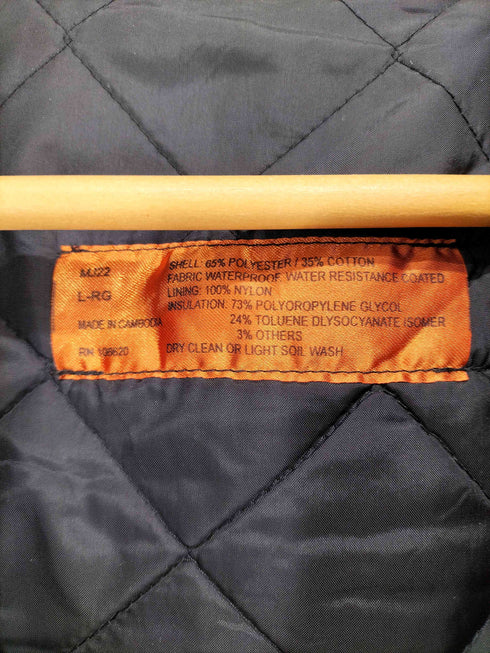 MJ22
L-RG
MADE IN CAMBODIA
RN 106620
SHELL: 65% POLYESTER / 35% COTTON
FABRIC WATERPROOF, WATER RESISTANCE COATED
LINING: 100% NYLON
INSULATION: 73% POLYOROPYLENE GLYCOL
24% TOLUENE DLYSOCYANATE ISOMER
3% OTHERS
DRY CLEAN OR LIGHT SOIL WASH